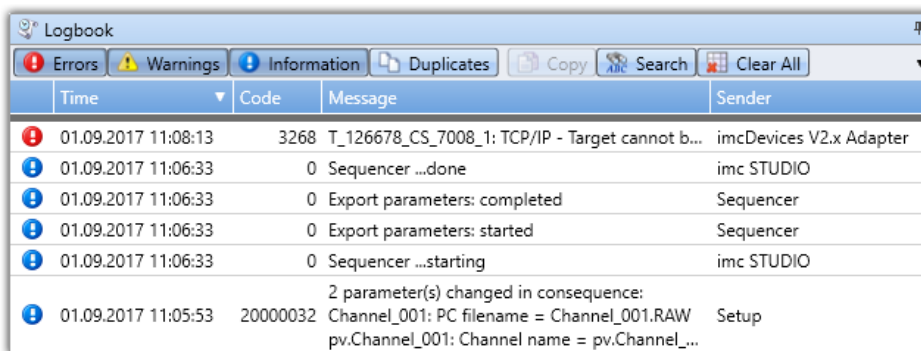 Logbook
Errors Warnings Information Duplicates Copy Search Clear All
Time Code Message Sender
01.09.2017 11:08:13 3268 T_126678_CS_7008_1: TCP/IP - Target cannot b... imcDevices V2.x Adapter
01.09.2017 11:06:33 0 Sequencer ...done imc STUDIO
01.09.2017 11:06:33 0 Export parameters: completed Sequencer
01.09.2017 11:06:33 0 Export parameters: started Sequencer
01.09.2017 11:06:33 0 Sequencer ...starting imc STUDIO
2 parameter(s) changed in consequence:
01.09.2017 11:05:53 20000032 Channel_001: PC filename = Channel_001.RAW Setup
pv.Channel_001: Channel name = pv.Channel_...